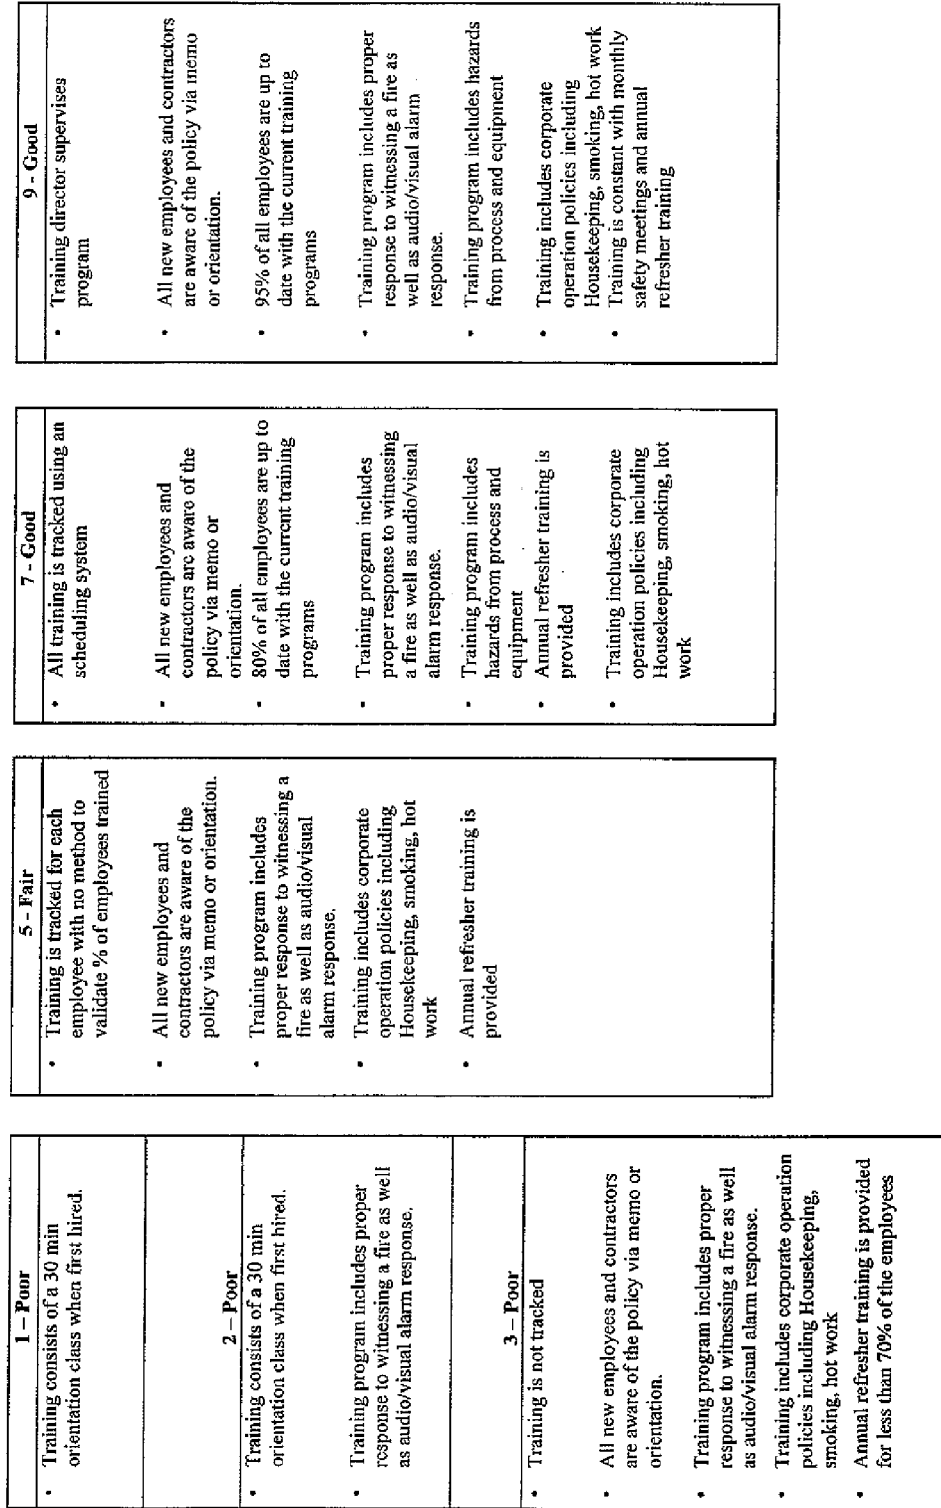 1 – Poor
• Training consists of a 30 min
orientation class when first hired.
2 – Poor
• Training consists of a 30 min
orientation class when first hired.
• Training program includes proper
response to witnessing a fire as well
as audio/visual alarm response.
3 – Poor
• Training is not tracked
• All new employees and contractors
are aware of the policy via memo or
orientation.
• Training program includes proper
response to witnessing a fire as well
as audio/visual alarm response.
• Training includes corporate operation
policies including Housekeeping,
smoking, hot work
• Annual refresher training is provided
for less than 70% of the employees
5 - Fair
• Training is tracked for each
employee with no method to
validate % of employees trained
• All new employees and
contractors are aware of the
policy via memo or orientation.
• Training program includes
proper response to witnessing a
fire as well as audio/visual
alarm response.
• Training includes corporate
operation policies including
Housekeeping, smoking, hot
work
• Annual refresher training is
provided
7 - Good
• All training is tracked using an
scheduling system
• All new employees and
contractors are aware of the
policy via memo or
orientation.
• 80% of all employees are up to
date with the current training
programs
• Training program includes
proper response to witnessing
a fire as well as audio/visual
alarm response.
• Training program includes
hazards from process and
equipment
• Annual refresher training is
provided
• Training includes corporate
operation policies including
Housekeeping, smoking, hot
work
9 - Good
• Training director supervises
program
• All new employees and contractors
are aware of the policy via memo
or orientation.
• 95% of all employees are up to
date with the current training
programs
• Training program includes proper
response to witnessing a fire as
well as audio/visual alarm
response.
• Training program includes hazards
from process and equipment
• Training includes corporate
operation policies including
Housekeeping, smoking, hot work
• Training is constant with monthly
safety meetings and annual
refresher training